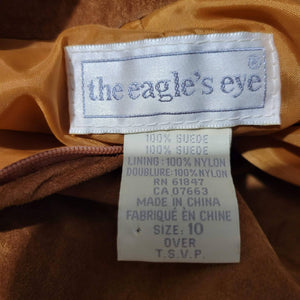 the eagle's eye ®
100% SUEDE
100% SUEDE
LINING : 100% NYLON
DOUBLURE: 100% NYLON
RN 61847
CA 07663
MADE IN CHINA
FABRIQUÉ EN CHINE
SIZE: 10
OVER
T.S.V.P.